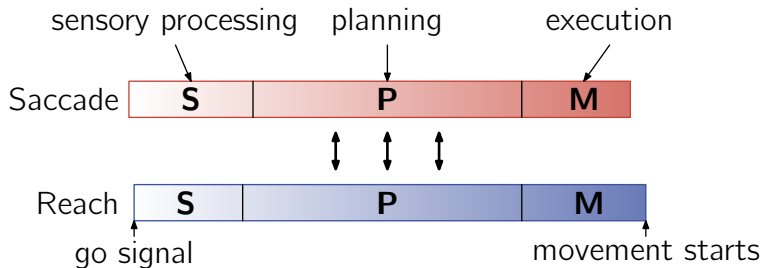 sensory processing planning execution
Saccade S P M
Reach S P M
go signal movement starts